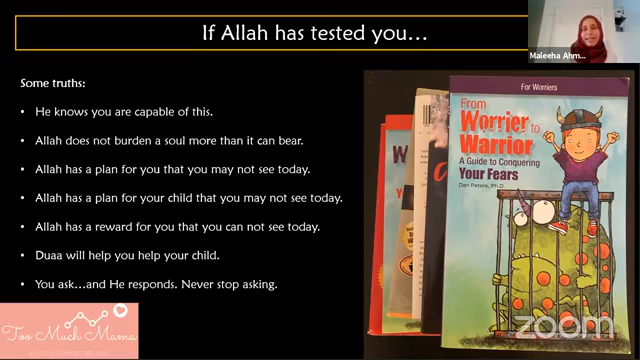 If Allah has tested you...
Maleeha Ahm...
Some truths:
• He knows you are capable of this.
• Allah does not burden a soul more than it can bear.
• Allah has a plan for you that you may not see today.
• Allah has a plan for your child that you may not see today.
• Allah has a reward for you that you can not see today.
• Duaa will help you help your child.
• You ask...and He responds. Never stop asking.
For Worriers
From
Worrier to
Warrior
A Guide to Conquering
Your Fears
Dan Peters, Ph.D.
Too Much Mama
zoom